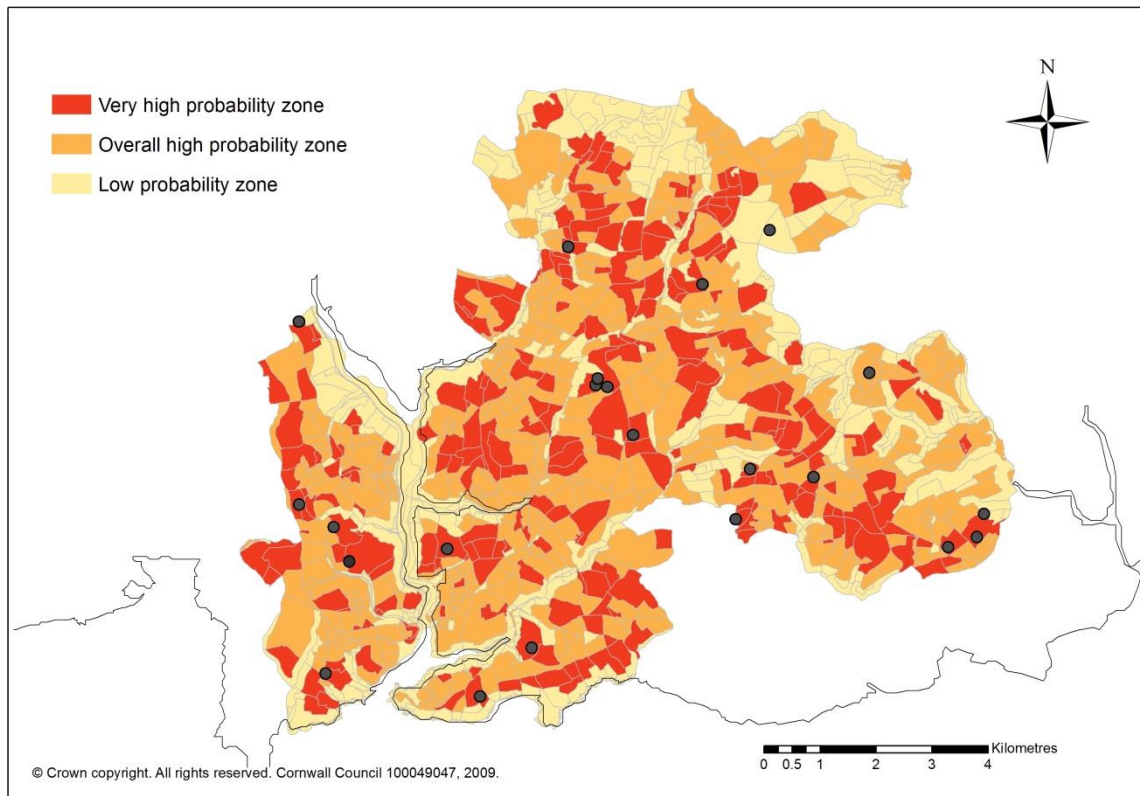 N
Very high probability zone
Overall high probability zone
Low probability zone
Kilometres
0 0.5 1 2 3 4
© Crown copyright. All rights reserved. Cornwall Council 100049047, 2009.